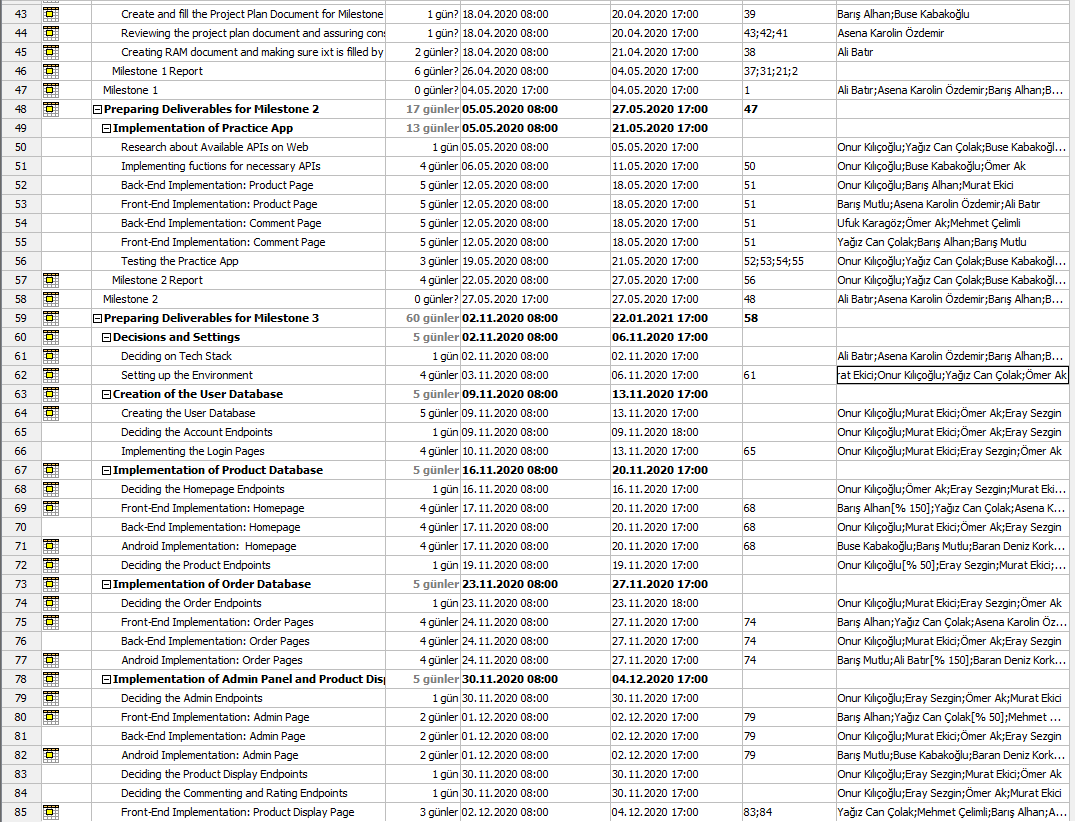 43 Create and fill the Project Plan Document for Milestone 1 gün? 18.04.2020 08:00 20.04.2020 17:00 39 Barış Alhan;Buse Kabakoğlu
44 Reviewing the project plan document and assuring con 1 gün? 18.04.2020 08:00 20.04.2020 17:00 43;42;41 Asena Karolin Özdemir
45 Creating RAM document and making sure ixt is filled by 2 günler? 18.04.2020 08:00 21.04.2020 17:00 38 Ali Batır
46 Milestone 1 Report 6 günler? 26.04.2020 08:00 04.05.2020 17:00 37;31;21;2
47 Milestone 1 0 günler? 04.05.2020 17:00 04.05.2020 17:00 1 Ali Batır;Asena Karolin Özdemir;Barış Alhan;B...
48 Preparing Deliverables for Milestone 2 17 günler 05.05.2020 08:00 27.05.2020 17:00 47
49 Implementation of Practice App 13 günler 05.05.2020 08:00 21.05.2020 17:00
50 Research about Available APIs on Web 1 gün 05.05.2020 08:00 05.05.2020 17:00 Onur Kılıçoğlu;Yağız Can Çolak;Buse Kabakoğl...
51 Implementing fuctions for necessary APIs 4 günler 06.05.2020 08:00 11.05.2020 17:00 50 Onur Kılıçoğlu;Buse Kabakoğlu;Ömer Ak
52 Back-End Implementation: Product Page 5 günler 12.05.2020 08:00 18.05.2020 17:00 51 Onur Kılıçoğlu;Barış Alhan;Murat Ekici
53 Front-End Implementation: Product Page 5 günler 12.05.2020 08:00 18.05.2020 17:00 51 Barış Mutlu;Asena Karolin Özdemir;Ali Batır
54 Back-End Implementation: Comment Page 5 günler 12.05.2020 08:00 18.05.2020 17:00 51 Ufuk Karagöz;Ömer Ak;Mehmet Çelimli
55 Front-End Implementation: Comment Page 5 günler 12.05.2020 08:00 18.05.2020 17:00 51 Yağız Can Çolak;Barış Alhan;Barış Mutlu
56 Testing the Practice App 3 günler 19.05.2020 08:00 21.05.2020 17:00 52;53;54;55 Onur Kılıçoğlu;Yağız Can Çolak;Buse Kabakoğl...
57 Milestone 2 Report 4 günler 22.05.2020 08:00 27.05.2020 17:00 56 Onur Kılıçoğlu;Yağız Can Çolak;Buse Kabakoğl...
58 Milestone 2 0 günler? 27.05.2020 17:00 27.05.2020 17:00 48 Ali Batır;Asena Karolin Özdemir;Barış Alhan;B...
59 Preparing Deliverables for Milestone 3 60 günler 02.11.2020 08:00 22.01.2021 17:00 58
60 Decisions and Settings 5 günler 02.11.2020 08:00 06.11.2020 17:00
61 Deciding on Tech Stack 1 gün 02.11.2020 08:00 02.11.2020 17:00 Ali Batır;Asena Karolin Özdemir;Barış Alhan;B...
62 Setting up the Environment 4 günler 03.11.2020 08:00 06.11.2020 17:00 61 rat Ekici;Onur Kılıçoğlu;Yağız Can Çolak;Ömer Ak
63 Creation of the User Database 5 günler 09.11.2020 08:00 13.11.2020 17:00
64 Creating the User Database 5 günler 09.11.2020 08:00 13.11.2020 17:00 Onur Kılıçoğlu;Murat Ekici;Ömer Ak;Eray Sezgin
65 Deciding the Account Endpoints 1 gün 09.11.2020 08:00 09.11.2020 18:00 Onur Kılıçoğlu;Murat Ekici;Ömer Ak;Eray Sezgin
66 Implementing the Login Pages 4 günler 10.11.2020 08:00 13.11.2020 17:00 65 Onur Kılıçoğlu;Murat Ekici;Eray Sezgin;Ömer Ak
67 Implementation of Product Database 5 günler 16.11.2020 08:00 20.11.2020 17:00
68 Deciding the Homepage Endpoints 1 gün 16.11.2020 08:00 16.11.2020 17:00 Onur Kılıçoğlu;Ömer Ak;Eray Sezgin;Murat Eki...
69 Front-End Implementation: Homepage 4 günler 17.11.2020 08:00 20.11.2020 17:00 68 Barış Alhan[% 150];Yağız Can Çolak;Asena K...
70 Back-End Implementation: Homepage 4 günler 17.11.2020 08:00 20.11.2020 17:00 68 Onur Kılıçoğlu;Murat Ekici;Ömer Ak;Eray Sezgin
71 Android Implementation: Homepage 4 günler 17.11.2020 08:00 20.11.2020 17:00 68 Buse Kabakoğlu;Barış Mutlu;Baran Deniz Kork...
72 Deciding the Product Endpoints 1 gün 19.11.2020 08:00 19.11.2020 17:00 Onur Kılıçoğlu[% 50];Eray Sezgin;Murat Ekici;...
73 Implementation of Order Database 5 günler 23.11.2020 08:00 27.11.2020 17:00
74 Deciding the Order Endpoints 1 gün 23.11.2020 08:00 23.11.2020 18:00 Onur Kılıçoğlu;Murat Ekici;Eray Sezgin;Ömer Ak
75 Front-End Implementation: Order Pages 4 günler 24.11.2020 08:00 27.11.2020 17:00 74 Barış Alhan;Yağız Can Çolak;Asena Karolin Öz...
76 Back-End Implementation: Order Pages 4 günler 24.11.2020 08:00 27.11.2020 17:00 74 Onur Kılıçoğlu;Murat Ekici;Ömer Ak;Eray Sezgin
77 Android Implementation: Order Pages 4 günler 24.11.2020 08:00 27.11.2020 17:00 74 Barış Mutlu;Ali Batır[% 150];Baran Deniz Kork...
78 Implementation of Admin Panel and Product Disp 5 günler 30.11.2020 08:00 04.12.2020 17:00
79 Deciding the Admin Endpoints 1 gün 30.11.2020 08:00 30.11.2020 17:00 Onur Kılıçoğlu;Eray Sezgin;Ömer Ak;Murat Ekici
80 Front-End Implementation: Admin Page 2 günler 01.12.2020 08:00 02.12.2020 17:00 79 Barış Alhan;Yağız Can Çolak[% 50];Mehmet ...
81 Back-End Implementation: Admin Page 2 günler 01.12.2020 08:00 02.12.2020 17:00 79 Onur Kılıçoğlu;Murat Ekici;Ömer Ak;Eray Sezgin
82 Android Implementation: Admin Page 2 günler 01.12.2020 08:00 02.12.2020 17:00 79 Barış Mutlu;Buse Kabakoğlu;Baran Deniz Kork...
83 Deciding the Product Display Endpoints 1 gün 30.11.2020 08:00 30.11.2020 17:00 Onur Kılıçoğlu;Eray Sezgin;Murat Ekici;Ömer Ak
84 Deciding the Commenting and Rating Endpoints 1 gün 30.11.2020 08:00 30.11.2020 17:00 Onur Kılıçoğlu;Eray Sezgin;Ömer Ak;Murat Ekici
85 Front-End Implementation: Product Display Page 3 günler 02.12.2020 08:00 04.12.2020 17:00 83;84 Yağız Can Çolak;Mehmet Çelimli;Barış Alhan;A...